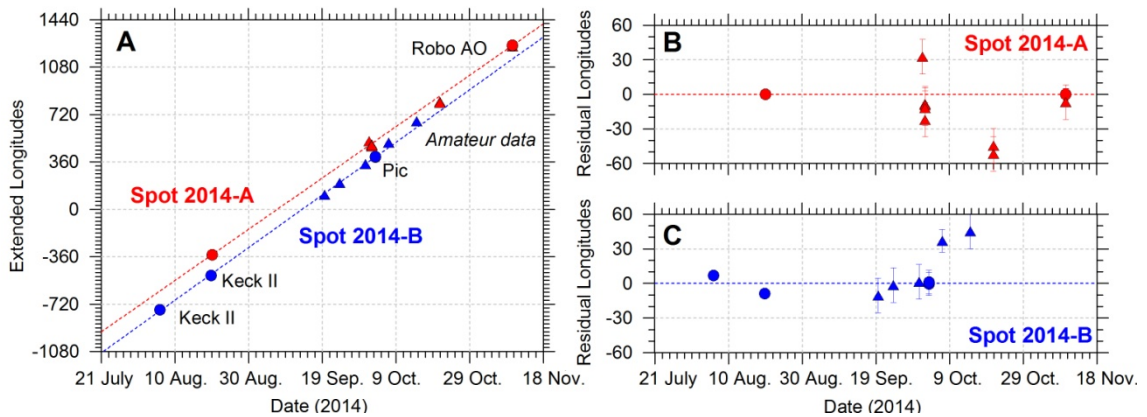 A
1440
1080
720
360
0
-360
-720
-1080
Extended Longitudes
Robo AO
Amateur data
Pic
Spot 2014-A
Spot 2014-B
Keck II
Keck II
21 July
10 Aug.
30 Aug.
19 Sep.
9 Oct.
29 Oct.
18 Nov.
Date (2014)
B
Spot 2014-A
60
30
0
-30
-60
Residual Longitudes
C
60
30
0
-30
-60
Residual Longitudes
Spot 2014-B
21 July
10 Aug.
30 Aug.
19 Sep.
9 Oct.
29 Oct.
18 Nov.
Date (2014)